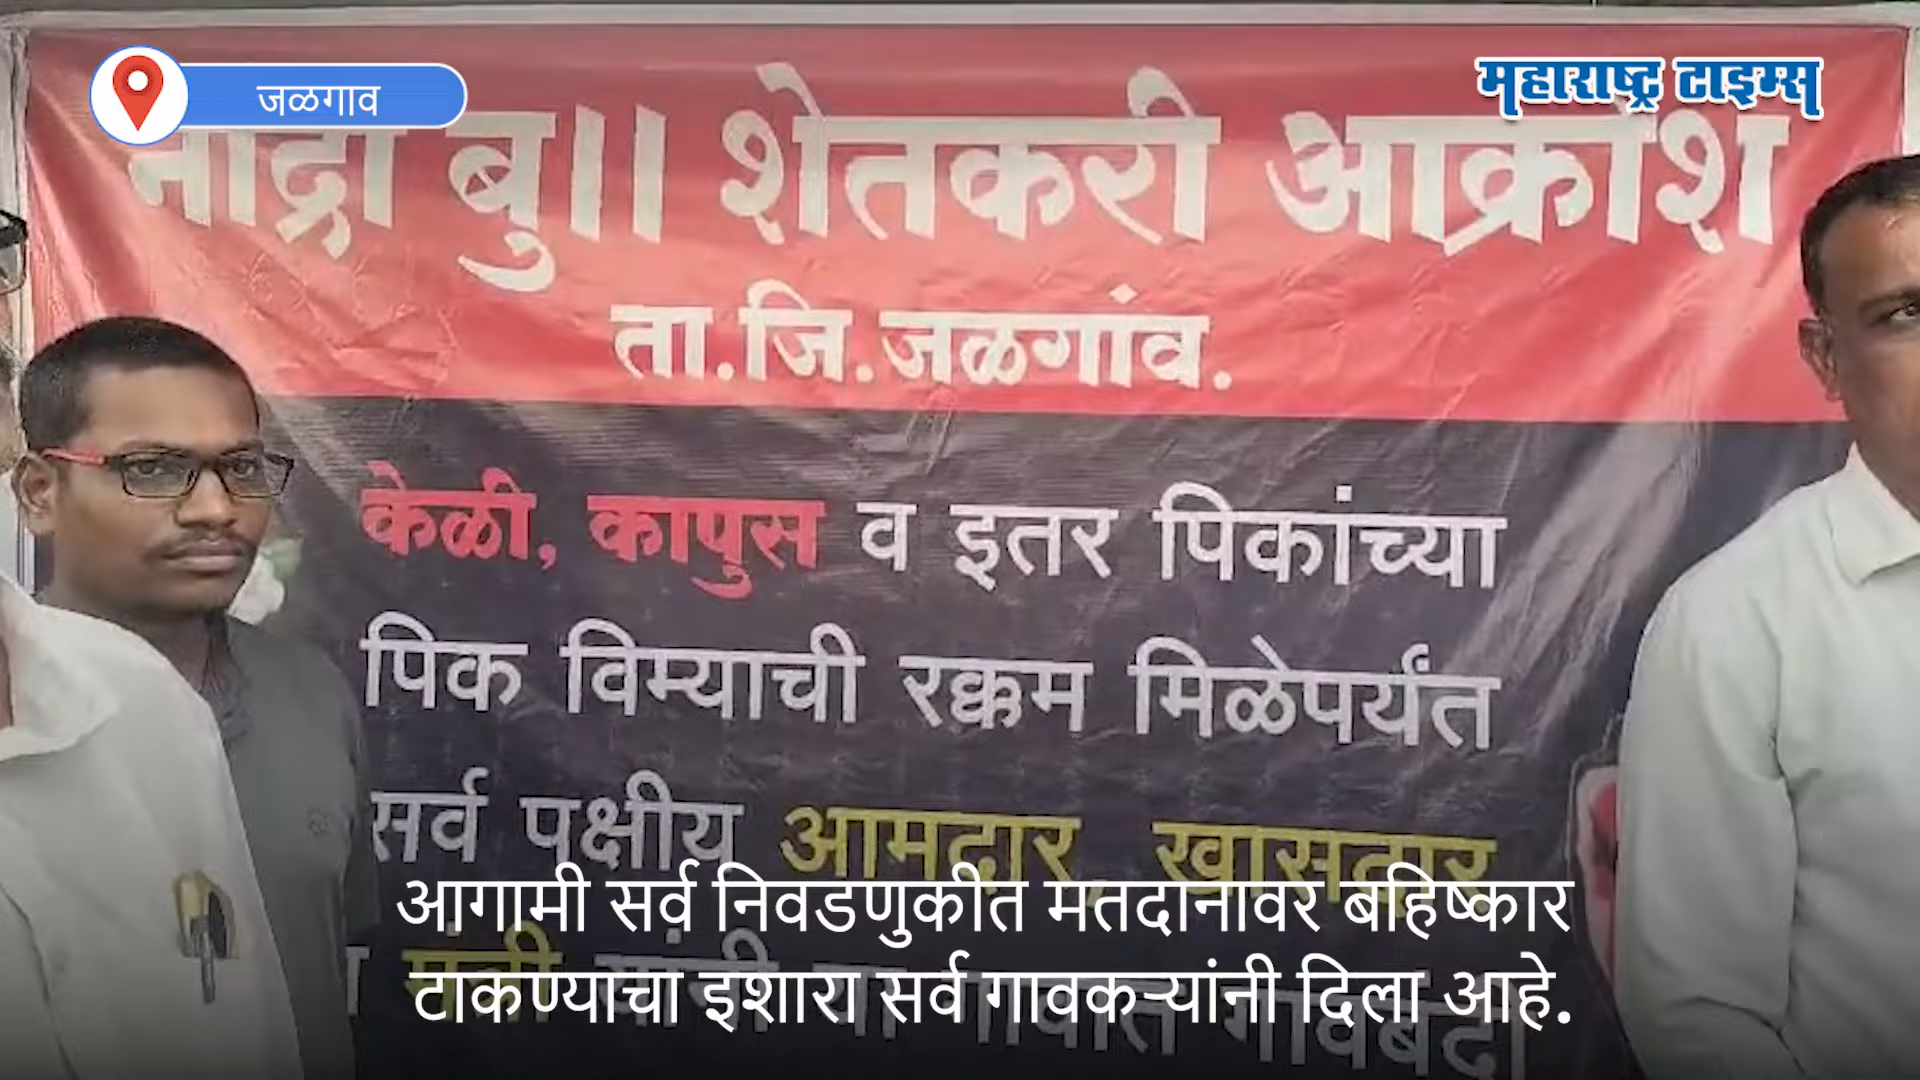 जळगाव
महाराष्ट्र टाइम्स
नांद्रा बु॥ शेतकरी आक्रोश
ता.जि.जळगांव.
केळी, कापुस व इतर पिकांच्या
पिक विम्याची रक्कम मिळेपर्यंत
सर्व पक्षीय आमदार, खासदार
मंत्री यांनी या गावात गावबंदी
आगामी सर्व निवडणुकीत मतदानावर बहिष्कार
टाकण्याचा इशारा सर्व गावकऱ्यांनी दिला आहे.